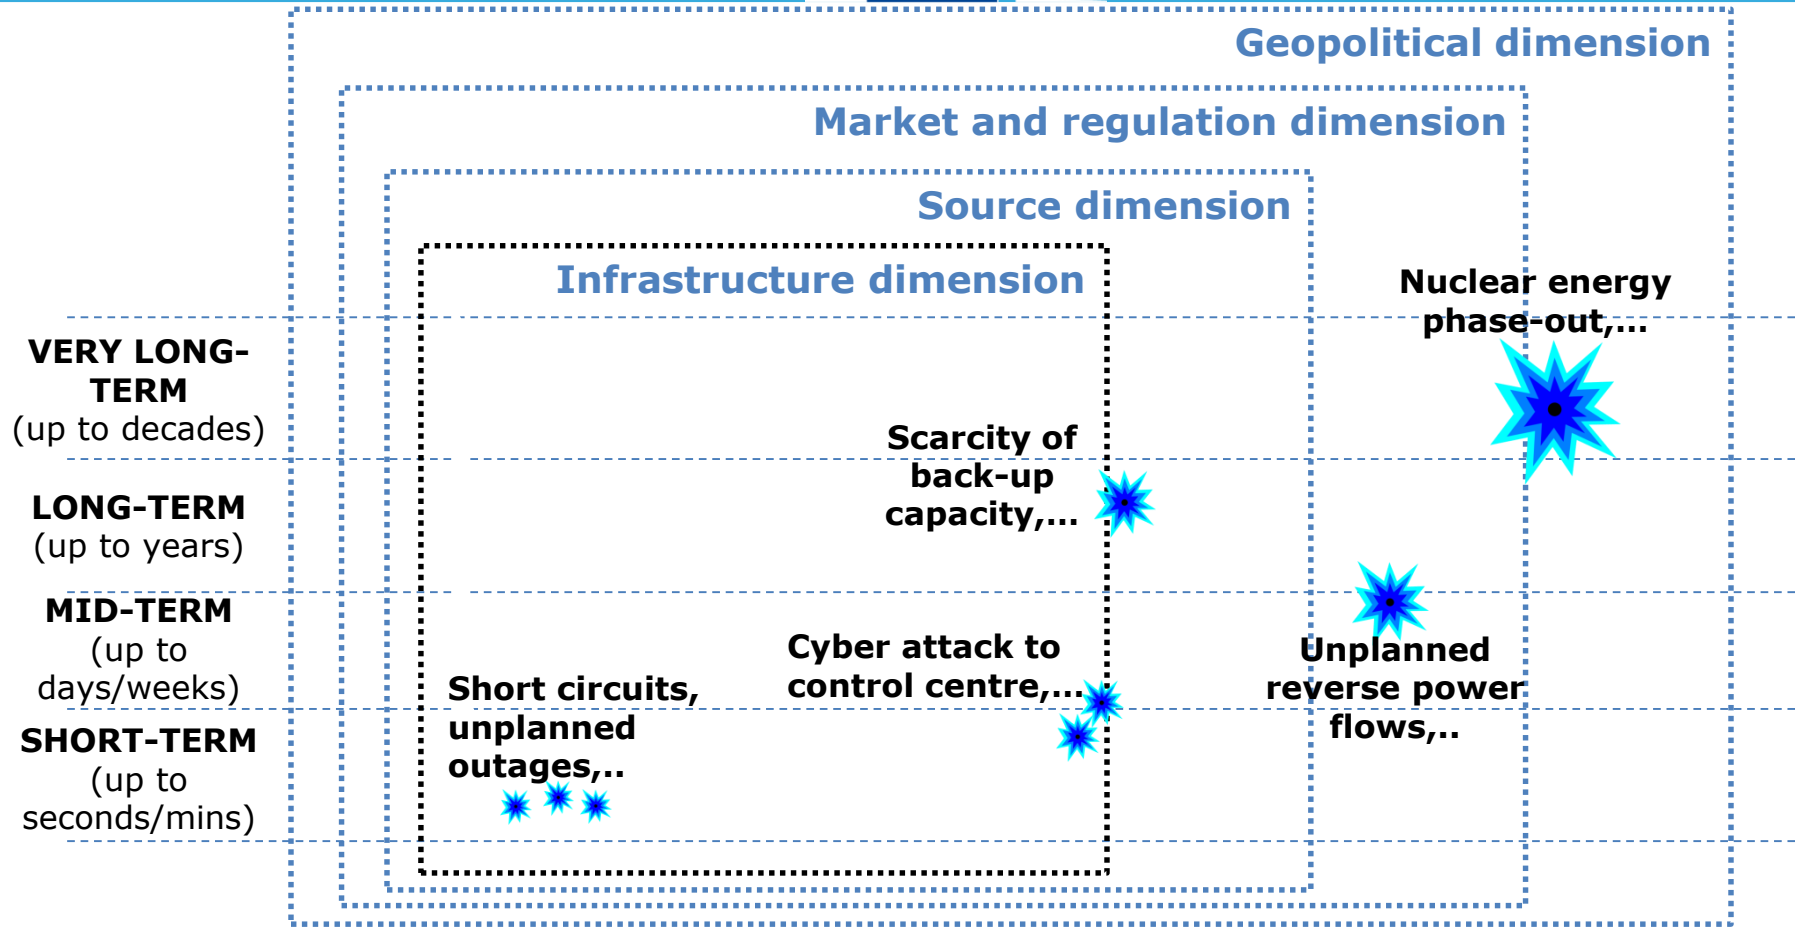 Geopolitical dimension
Market and regulation dimension
Source dimension
Infrastructure dimension
Nuclear energy
phase-out,...
VERY LONG-
TERM
(up to decades)
Scarcity of
back-up
capacity,...
LONG-TERM
(up to years)
MID-TERM
(up to
days/weeks)
Cyber attack to
control centre,...
Unplanned
reverse power
flows,..
Short circuits,
unplanned
outages,..
SHORT-TERM
(up to
seconds/mins)